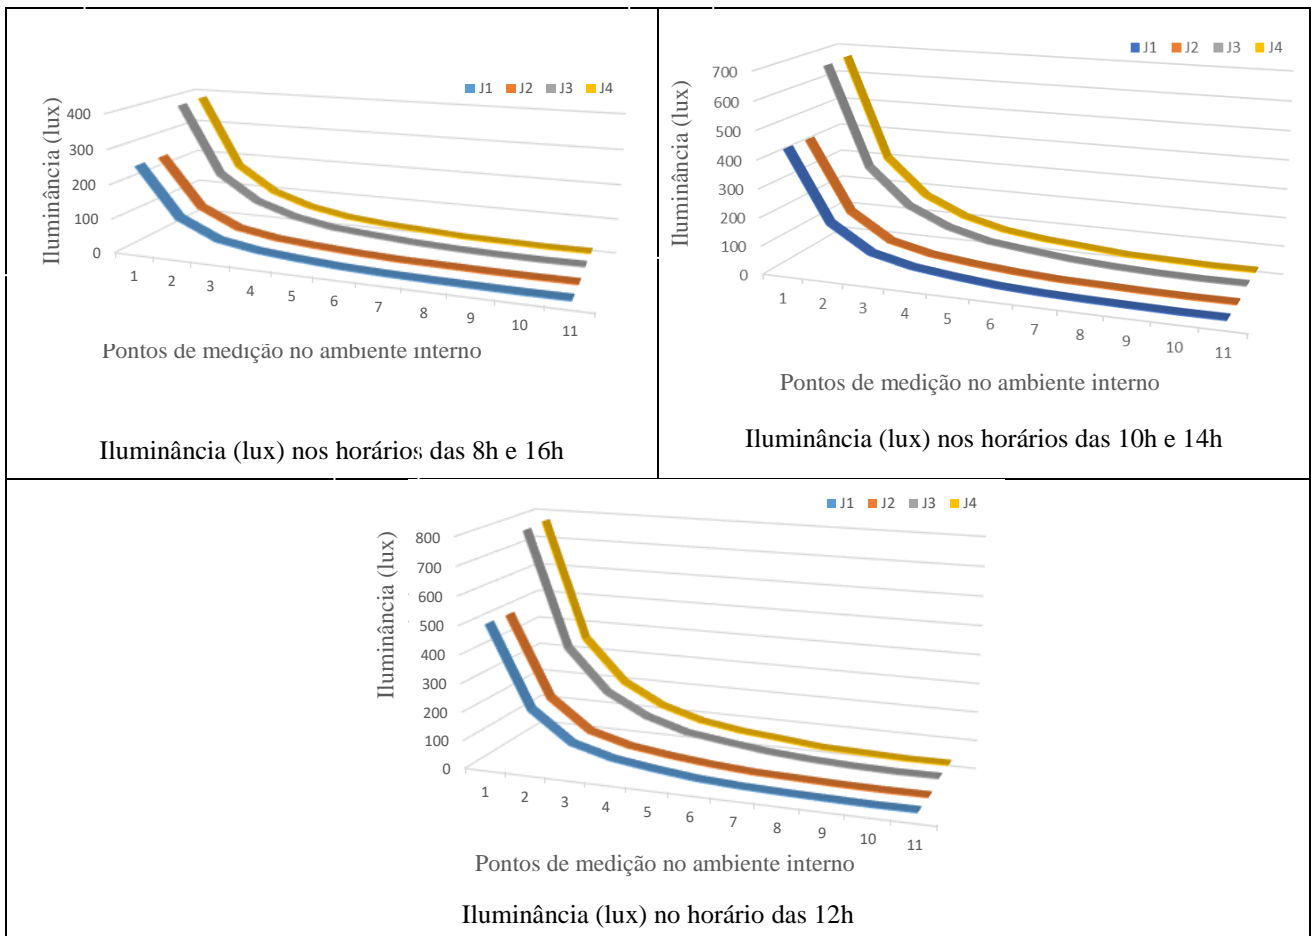 J1 J2 J3 J4
Iluminância (lux)
400
300
200
100
0
1 2 3 4 5 6 7 8 9 10 11
Pontos de medição no ambiente interno
Iluminância (lux) nos horários das 8h e 16h
J1 J2 J3 J4
Iluminância (lux)
700
600
500
400
300
200
100
0
1 2 3 4 5 6 7 8 9 10 11
Pontos de medição no ambiente interno
Iluminância (lux) nos horários das 10h e 14h
J1 J2 J3 J4
Iluminância (lux)
800
700
600
500
400
300
200
100
0
1 2 3 4 5 6 7 8 9 10 11
Pontos de medição no ambiente interno
Iluminância (lux) no horário das 12h